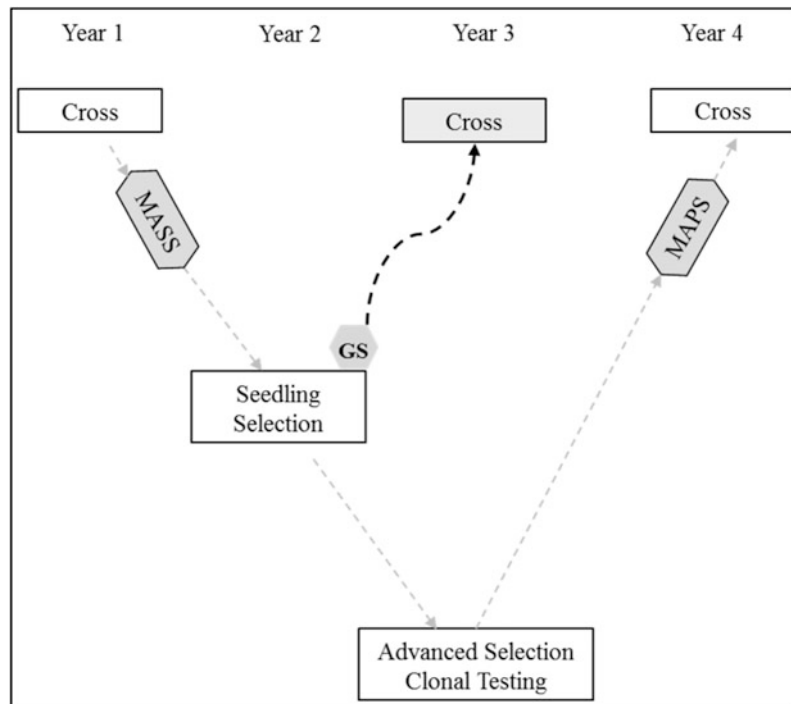 Year 1
Year 2
Year 3
Year 4
Cross
Cross
Cross
MASS
MAPS
GS
Seedling
Selection
Advanced Selection
Clonal Testing